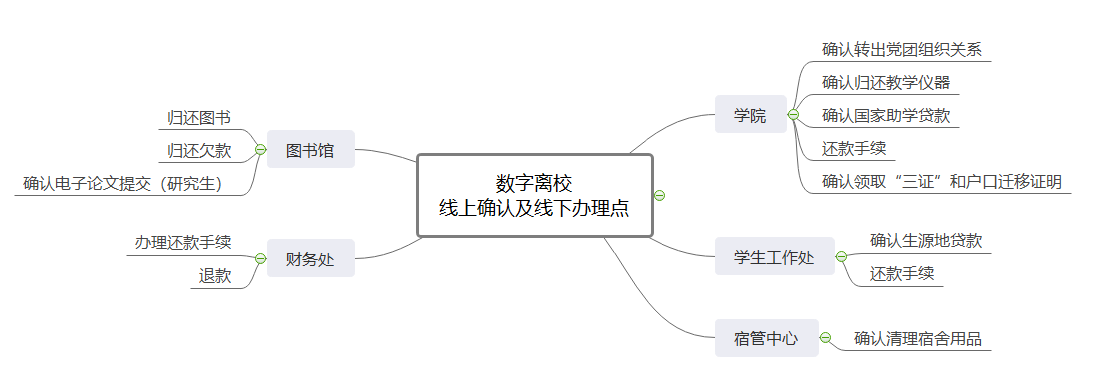 数字离校
线上确认及线下办理点
图书馆
归还图书
归还欠款
确认电子论文提交（研究生）
财务处
办理还款手续
退款
学院
确认转出党团组织关系
确认归还教学仪器
确认国家助学贷款
还款手续
确认领取“三证”和户口迁移证明
学生工作处
确认生源地贷款
还款手续
宿管中心
确认清理宿舍用品